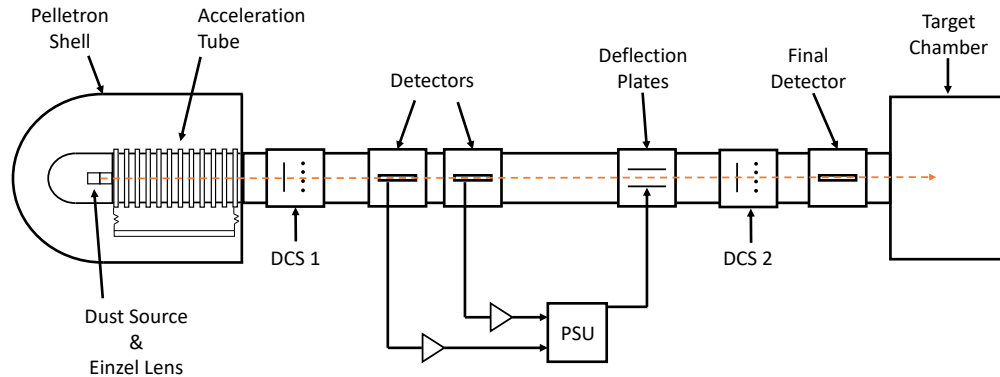 Pelletron
Shell
Acceleration
Tube
Detectors
Deflection
Plates
Final
Detector
Target
Chamber
DCS 1
DCS 2
PSU
Dust Source
&
Einzel Lens